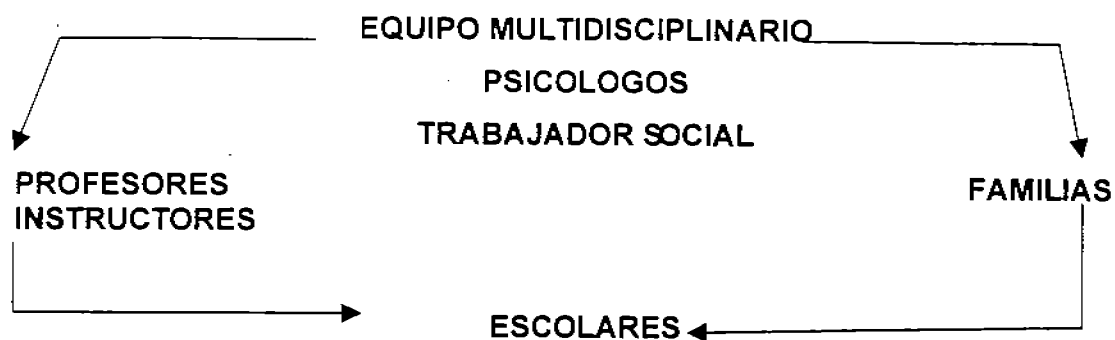 EQUIPO MULTIDISCIPLINARIO
PSICOLOGOS
TRABAJADOR SOCIAL
PROFESORES
INSTRUCTORES
FAMILIAS
ESCOLARES